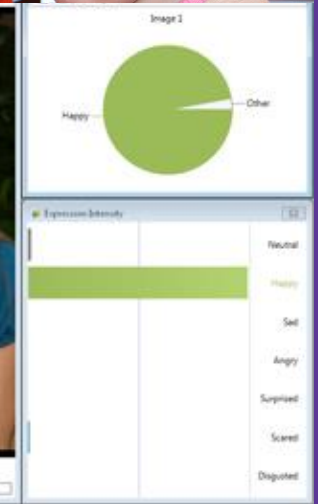 Image 1
Happy
Other
Expression Intensity
Neutral
Happy
Sad
Angry
Surprised
Scared
Disgusted